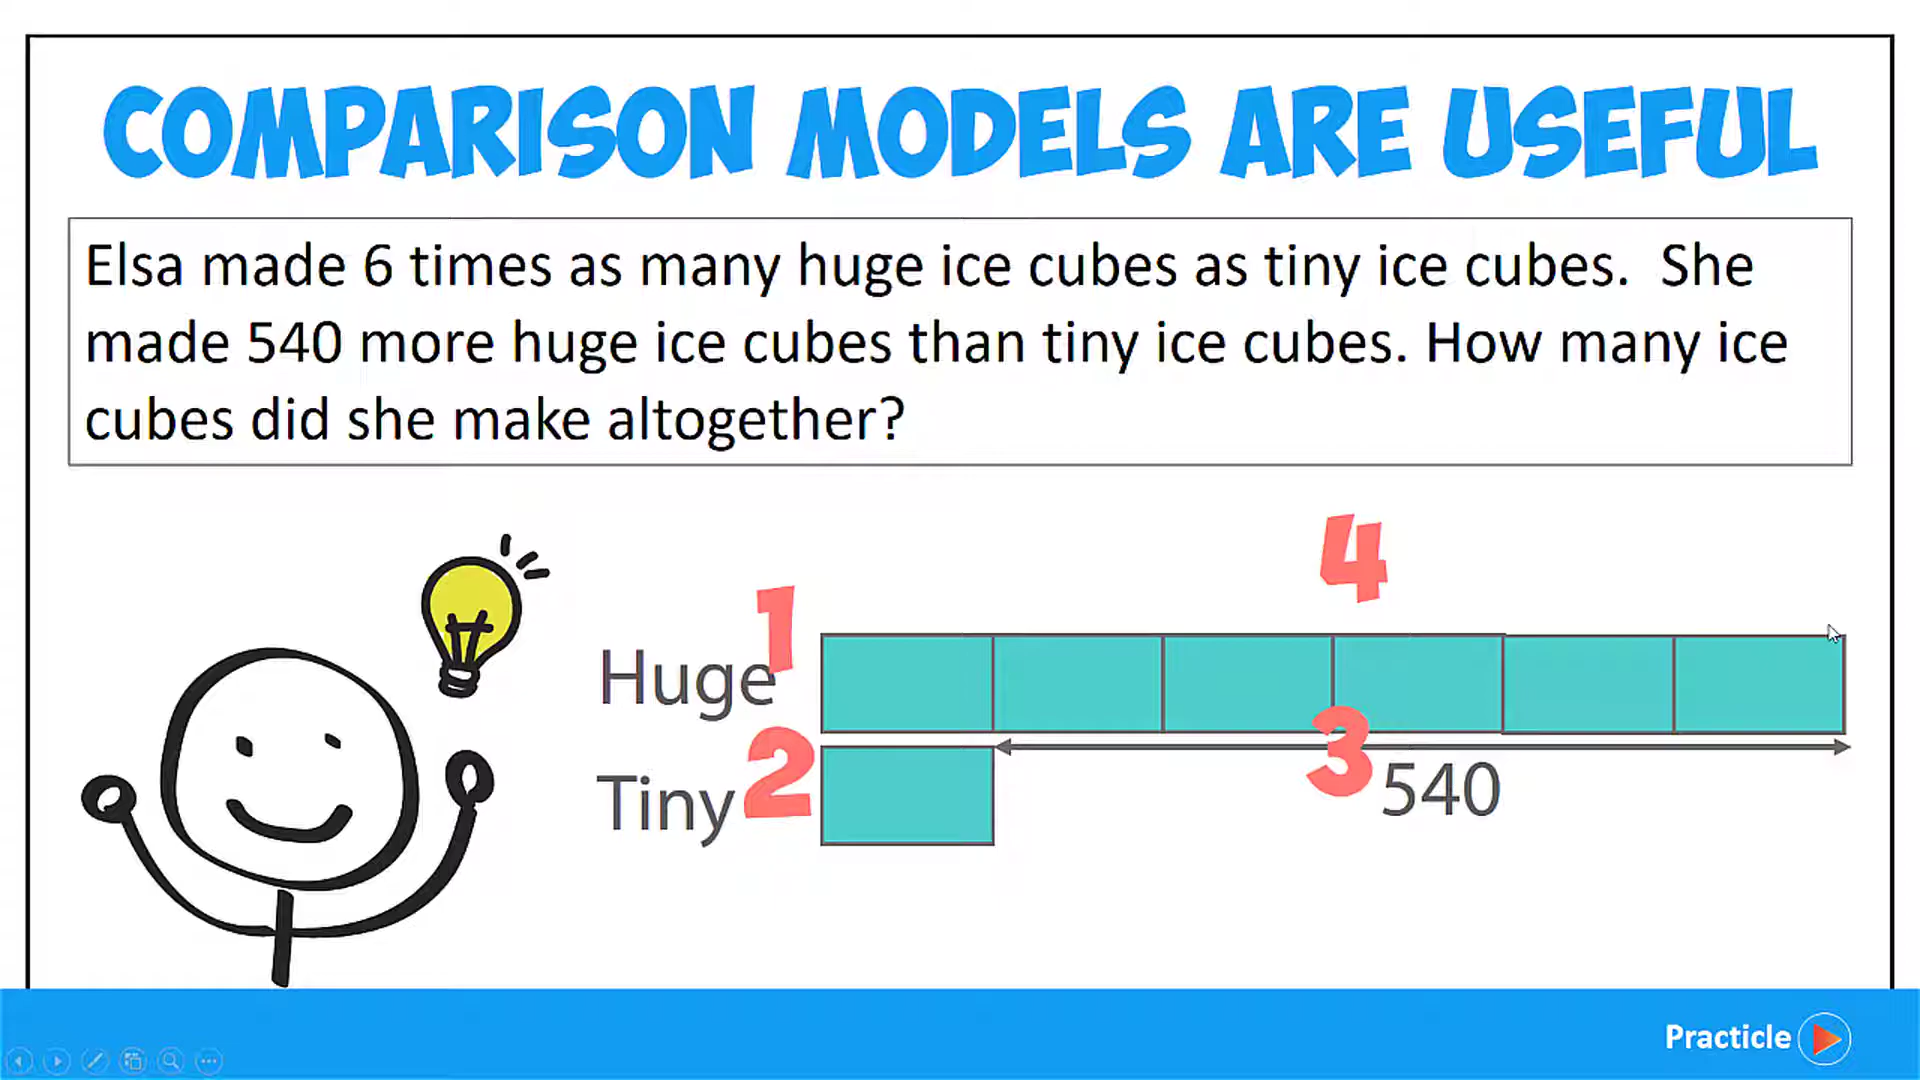 COMPARISON MODELS ARE USEFUL
Elsa made 6 times as many huge ice cubes as tiny ice cubes. She
made 540 more huge ice cubes than tiny ice cubes. How many ice
cubes did she make altogether?
4
1
Huge
2
Tiny
3
540
Practicle